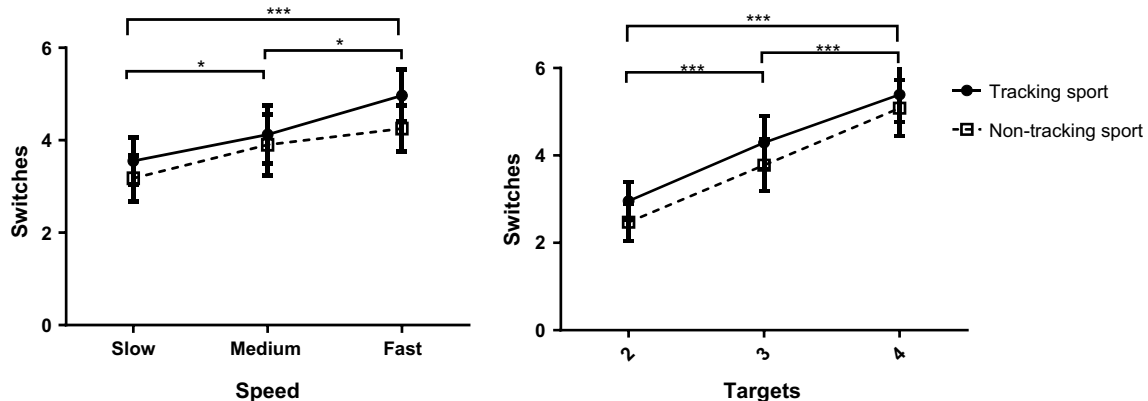 ***
*
*
6
4
2
0
Switches
Slow Medium Fast
Speed
***
***
***
6
4
2
0
Switches
2 3 4
Targets
Tracking sport
Non-tracking sport